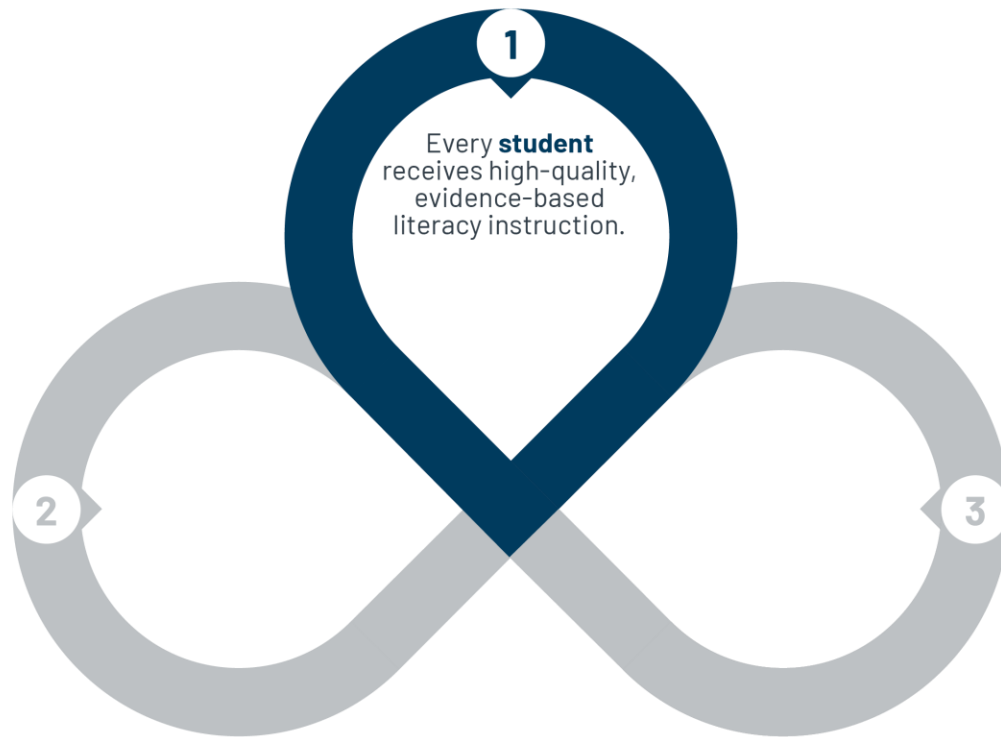 1
Every student
receives high-quality,
evidence-based
literacy instruction.
2
3